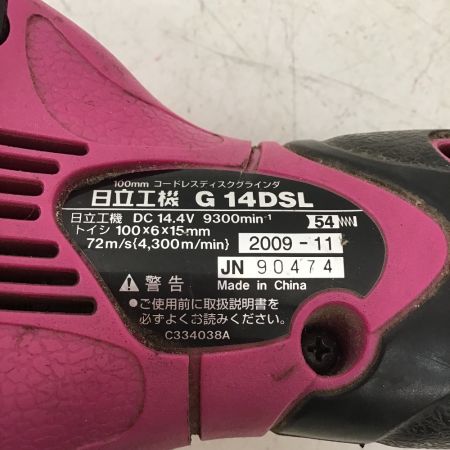 100mm コードレスディスクグラインダ
日立工機 G 14DSL
日立工機 DC 14.4V 9300min⁻¹ 54
トイシ 100×6×15mm
72m/s{4,300m/min} 2009-11
JN 90474
Made in China
警告
●ご使用前に取扱説明書を
必ずよくお読みください。
C334038A